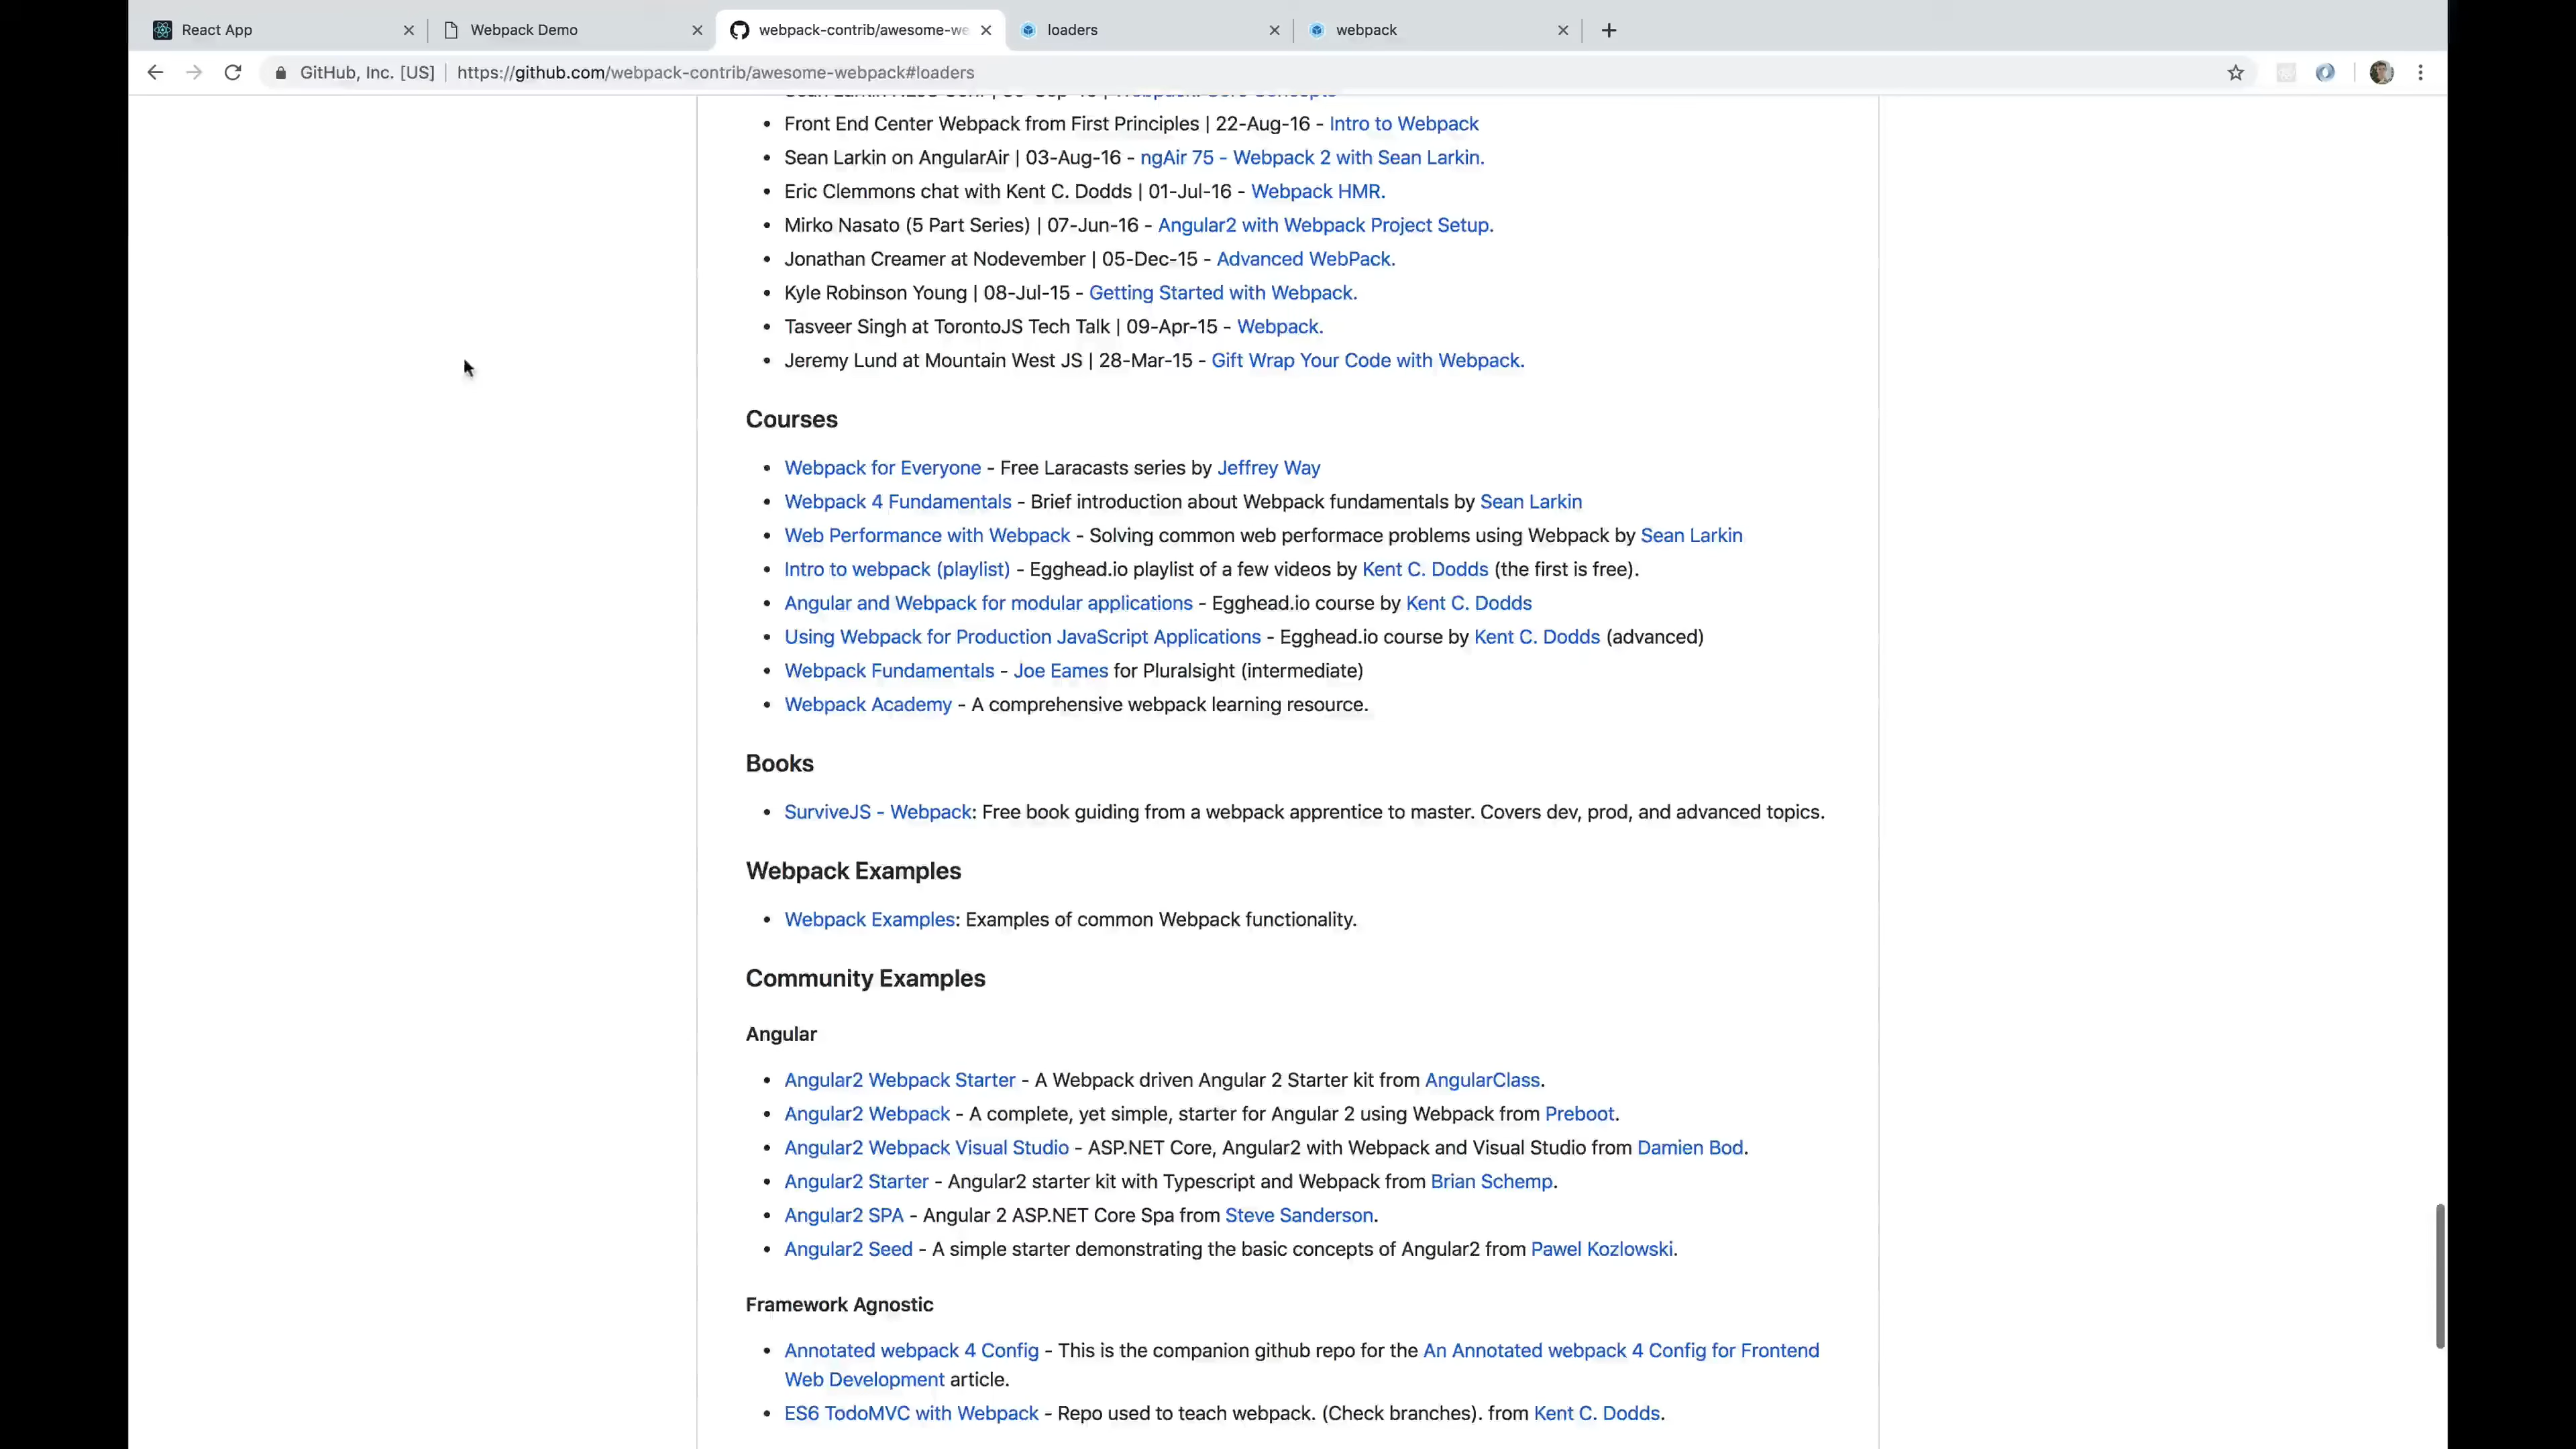 React App
Webpack Demo
webpack-contrib/awesome-we
loaders
webpack
GitHub, Inc. [US] | https://github.com/webpack-contrib/awesome-webpack#loaders
• Front End Center Webpack from First Principles | 22-Aug-16 - Intro to Webpack
• Sean Larkin on AngularAir | 03-Aug-16 - ngAir 75 - Webpack 2 with Sean Larkin.
• Eric Clemmons chat with Kent C. Dodds | 01-Jul-16 - Webpack HMR.
• Mirko Nasato (5 Part Series) | 07-Jun-16 - Angular2 with Webpack Project Setup.
• Jonathan Creamer at Nodevember | 05-Dec-15 - Advanced WebPack.
• Kyle Robinson Young | 08-Jul-15 - Getting Started with Webpack.
• Tasveer Singh at TorontoJS Tech Talk | 09-Apr-15 - Webpack.
• Jeremy Lund at Mountain West JS | 28-Mar-15 - Gift Wrap Your Code with Webpack.
Courses
• Webpack for Everyone - Free Laracasts series by Jeffrey Way
• Webpack 4 Fundamentals - Brief introduction about Webpack fundamentals by Sean Larkin
• Web Performance with Webpack - Solving common web performace problems using Webpack by Sean Larkin
• Intro to webpack (playlist) - Egghead.io playlist of a few videos by Kent C. Dodds (the first is free).
• Angular and Webpack for modular applications - Egghead.io course by Kent C. Dodds
• Using Webpack for Production JavaScript Applications - Egghead.io course by Kent C. Dodds (advanced)
• Webpack Fundamentals - Joe Eames for Pluralsight (intermediate)
• Webpack Academy - A comprehensive webpack learning resource.
Books
• SurviveJS - Webpack: Free book guiding from a webpack apprentice to master. Covers dev, prod, and advanced topics.
Webpack Examples
• Webpack Examples: Examples of common Webpack functionality.
Community Examples
Angular
• Angular2 Webpack Starter - A Webpack driven Angular 2 Starter kit from AngularClass.
• Angular2 Webpack - A complete, yet simple, starter for Angular 2 using Webpack from Preboot.
• Angular2 Webpack Visual Studio - ASP.NET Core, Angular2 with Webpack and Visual Studio from Damien Bod.
• Angular2 Starter - Angular2 starter kit with Typescript and Webpack from Brian Schemp.
• Angular2 SPA - Angular 2 ASP.NET Core Spa from Steve Sanderson.
• Angular2 Seed - A simple starter demonstrating the basic concepts of Angular2 from Pawel Kozlowski.
Framework Agnostic
• Annotated webpack 4 Config - This is the companion github repo for the An Annotated webpack 4 Config for Frontend
Web Development article.
• ES6 TodoMVC with Webpack - Repo used to teach webpack. (Check branches). from Kent C. Dodds.